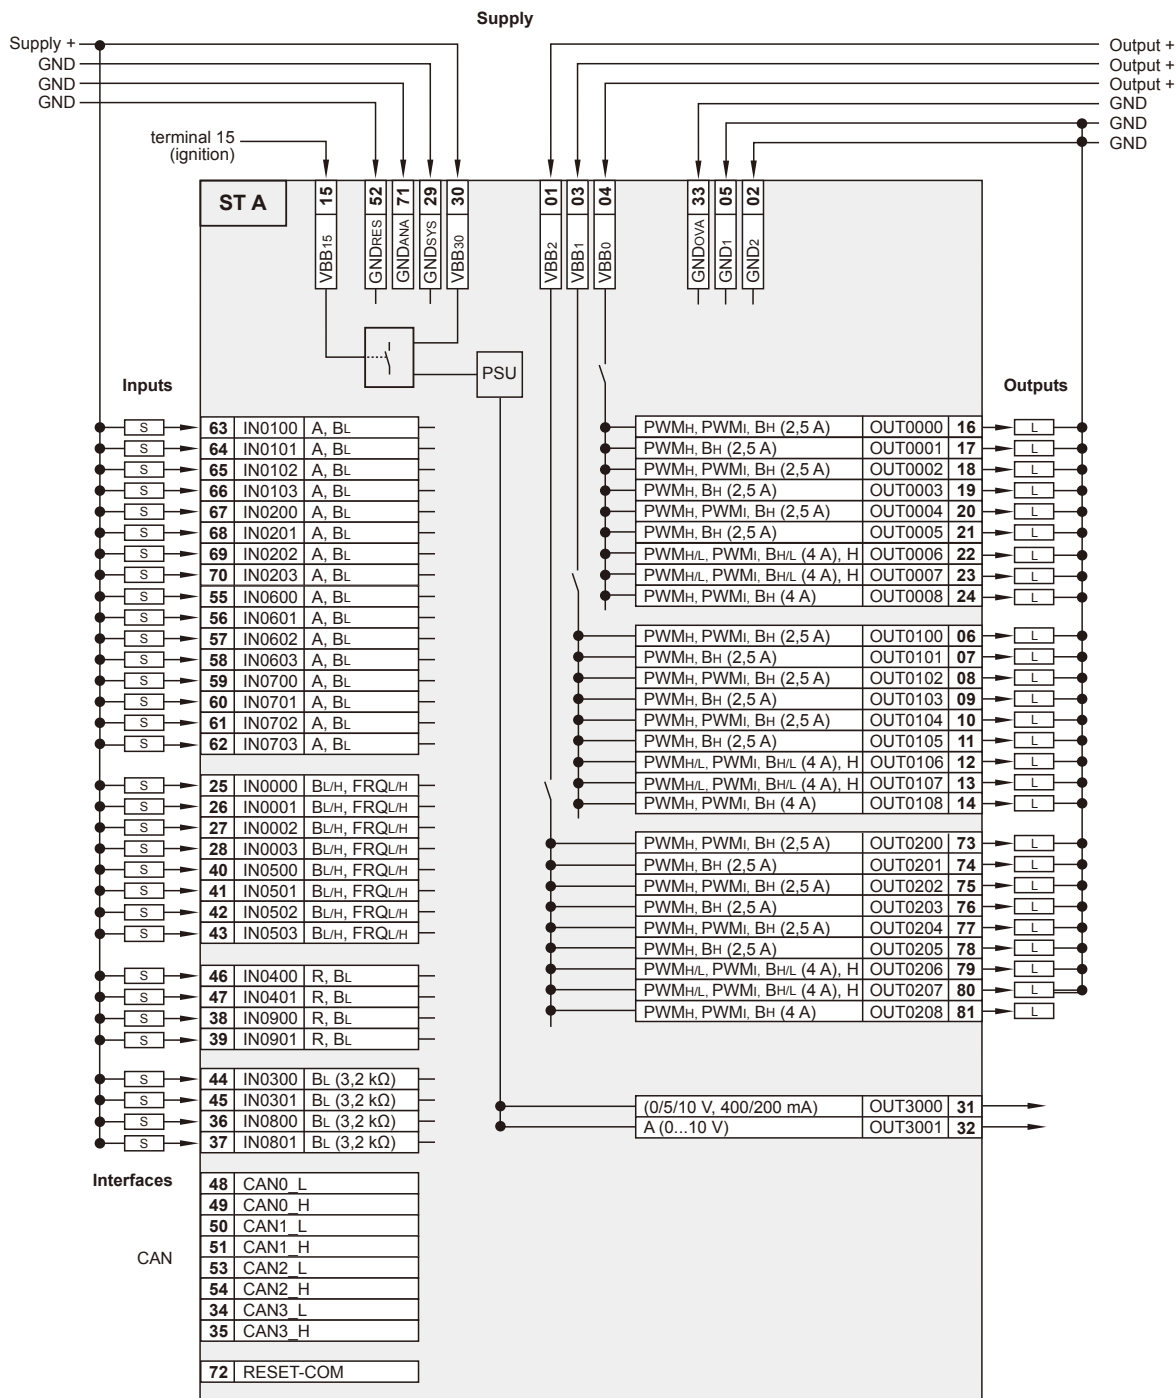 Supply
Supply +
GND
GND
GND
Output +
Output +
Output +
GND
GND
GND
terminal 15
(ignition)
ST A
15 VBB15
52 GNDRES
71 GNDANA
29 GNDSYS
30 VBB30
01 VBB2
03 VBB1
04 VBB0
33 GNDOVA
05 GND1
02 GND2
PSU
Inputs
S 63 IN0100 A, BL
S 64 IN0101 A, BL
S 65 IN0102 A, BL
S 66 IN0103 A, BL
S 67 IN0200 A, BL
S 68 IN0201 A, BL
S 69 IN0202 A, BL
S 70 IN0203 A, BL
S 55 IN0600 A, BL
S 56 IN0601 A, BL
S 57 IN0602 A, BL
S 58 IN0603 A, BL
S 59 IN0700 A, BL
S 60 IN0701 A, BL
S 61 IN0702 A, BL
S 62 IN0703 A, BL
S 25 IN0000 BL/H, FRQL/H
S 26 IN0001 BL/H, FRQL/H
S 27 IN0002 BL/H, FRQL/H
S 28 IN0003 BL/H, FRQL/H
S 40 IN0500 BL/H, FRQL/H
S 41 IN0501 BL/H, FRQL/H
S 42 IN0502 BL/H, FRQL/H
S 43 IN0503 BL/H, FRQL/H
S 46 IN0400 R, BL
S 47 IN0401 R, BL
S 38 IN0900 R, BL
S 39 IN0901 R, BL
S 44 IN0300 BL (3,2 kΩ)
S 45 IN0301 BL (3,2 kΩ)
S 36 IN0800 BL (3,2 kΩ)
S 37 IN0801 BL (3,2 kΩ)
Outputs
PWMH, PWMI, BH (2,5 A) OUT0000 16 L
PWMH, BH (2,5 A) OUT0001 17 L
PWMH, PWMI, BH (2,5 A) OUT0002 18 L
PWMH, BH (2,5 A) OUT0003 19 L
PWMH, PWMI, BH (2,5 A) OUT0004 20 L
PWMH, BH (2,5 A) OUT0005 21 L
PWMH/L, PWMI, BH/L (4 A), H OUT0006 22 L
PWMH/L, PWMI, BH/L (4 A), H OUT0007 23 L
PWMH, PWMI, BH (4 A) OUT0008 24 L
PWMH, PWMI, BH (2,5 A) OUT0100 06 L
PWMH, BH (2,5 A) OUT0101 07 L
PWMH, PWMI, BH (2,5 A) OUT0102 08 L
PWMH, BH (2,5 A) OUT0103 09 L
PWMH, PWMI, BH (2,5 A) OUT0104 10 L
PWMH, BH (2,5 A) OUT0105 11 L
PWMH/L, PWMI, BH/L (4 A), H OUT0106 12 L
PWMH/L, PWMI, BH/L (4 A), H OUT0107 13 L
PWMH, PWMI, BH (4 A) OUT0108 14 L
PWMH, PWMI, BH (2,5 A) OUT0200 73 L
PWMH, BH (2,5 A) OUT0201 74 L
PWMH, PWMI, BH (2,5 A) OUT0202 75 L
PWMH, BH (2,5 A) OUT0203 76 L
PWMH, PWMI, BH (2,5 A) OUT0204 77 L
PWMH, BH (2,5 A) OUT0205 78 L
PWMH/L, PWMI, BH/L (4 A), H OUT0206 79 L
PWMH/L, PWMI, BH/L (4 A), H OUT0207 80 L
PWMH, PWMI, BH (4 A) OUT0208 81 L
(0/5/10 V, 400/200 mA) OUT3000 31
A (0...10 V) OUT3001 32
Interfaces
CAN
48 CAN0_L
49 CAN0_H
50 CAN1_L
51 CAN1_H
53 CAN2_L
54 CAN2_H
34 CAN3_L
35 CAN3_H
72 RESET-COM